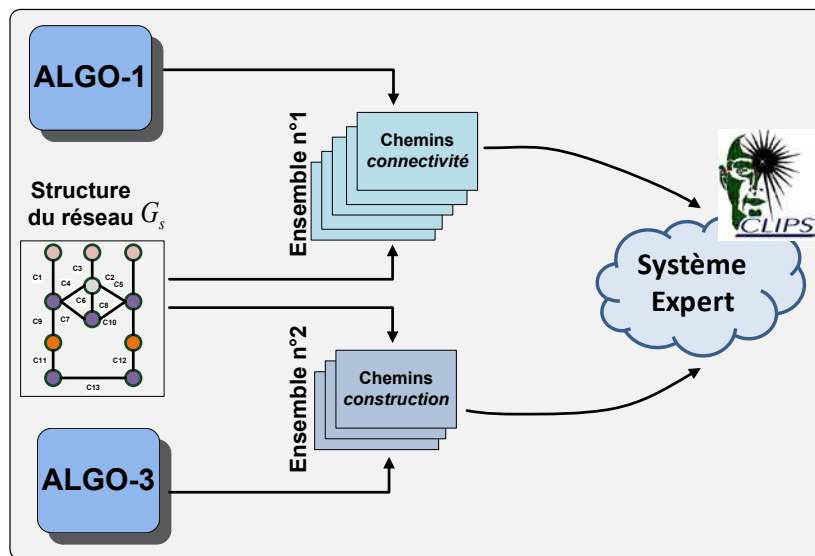 ALGO-1
Ensemble n°1
Chemins
connectivité
CLIPS
Structure
du réseau Gs
C1
C3
C2
C4
C5
C6
C8
C7
C10
C9
C11
C12
C13
Système
Expert
Ensemble n°2
Chemins
construction
ALGO-3